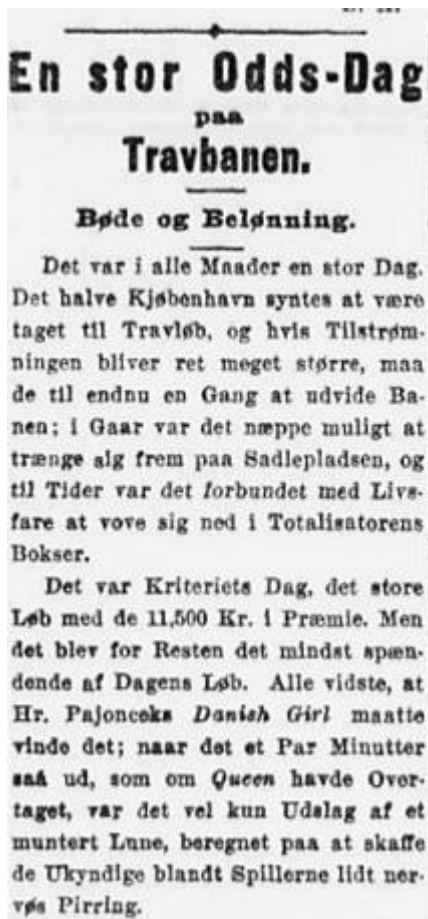 En stor Odds-Dag
paa
Travbanen.
Bøde og Belønning.
Det var i alle Maader en stor Dag.
Det halve Kjøbenhavn syntes at være
taget til Travløb, og hvis Tilstrøm-
ningen bliver ret meget større, maa
de til endnu en Gang at udvide Ba-
nen; i Gaar var det næppe muligt at
trænge sig frem paa Sadlepladsen, og
til Tider var det forbundet med Livs-
fare at vove sig ned i Totalisatorens
Bokser.
Det var Kriteriets Dag, det store
Løb med de 11,500 Kr. i Præmie. Men
det blev for Resten det mindst spæn-
dende af Dagens Løb. Alle vidste, at
Hr. Pajonceks Danish Girl maatte
vinde det; naar det et Par Minutter
saa ud, som om Queen havde Over-
taget, var det vel kun Udslag af et
muntert Lune, beregnet paa at skaffe
de Ukyndige blandt Spillerne lidt ner-
vøs Pirring.